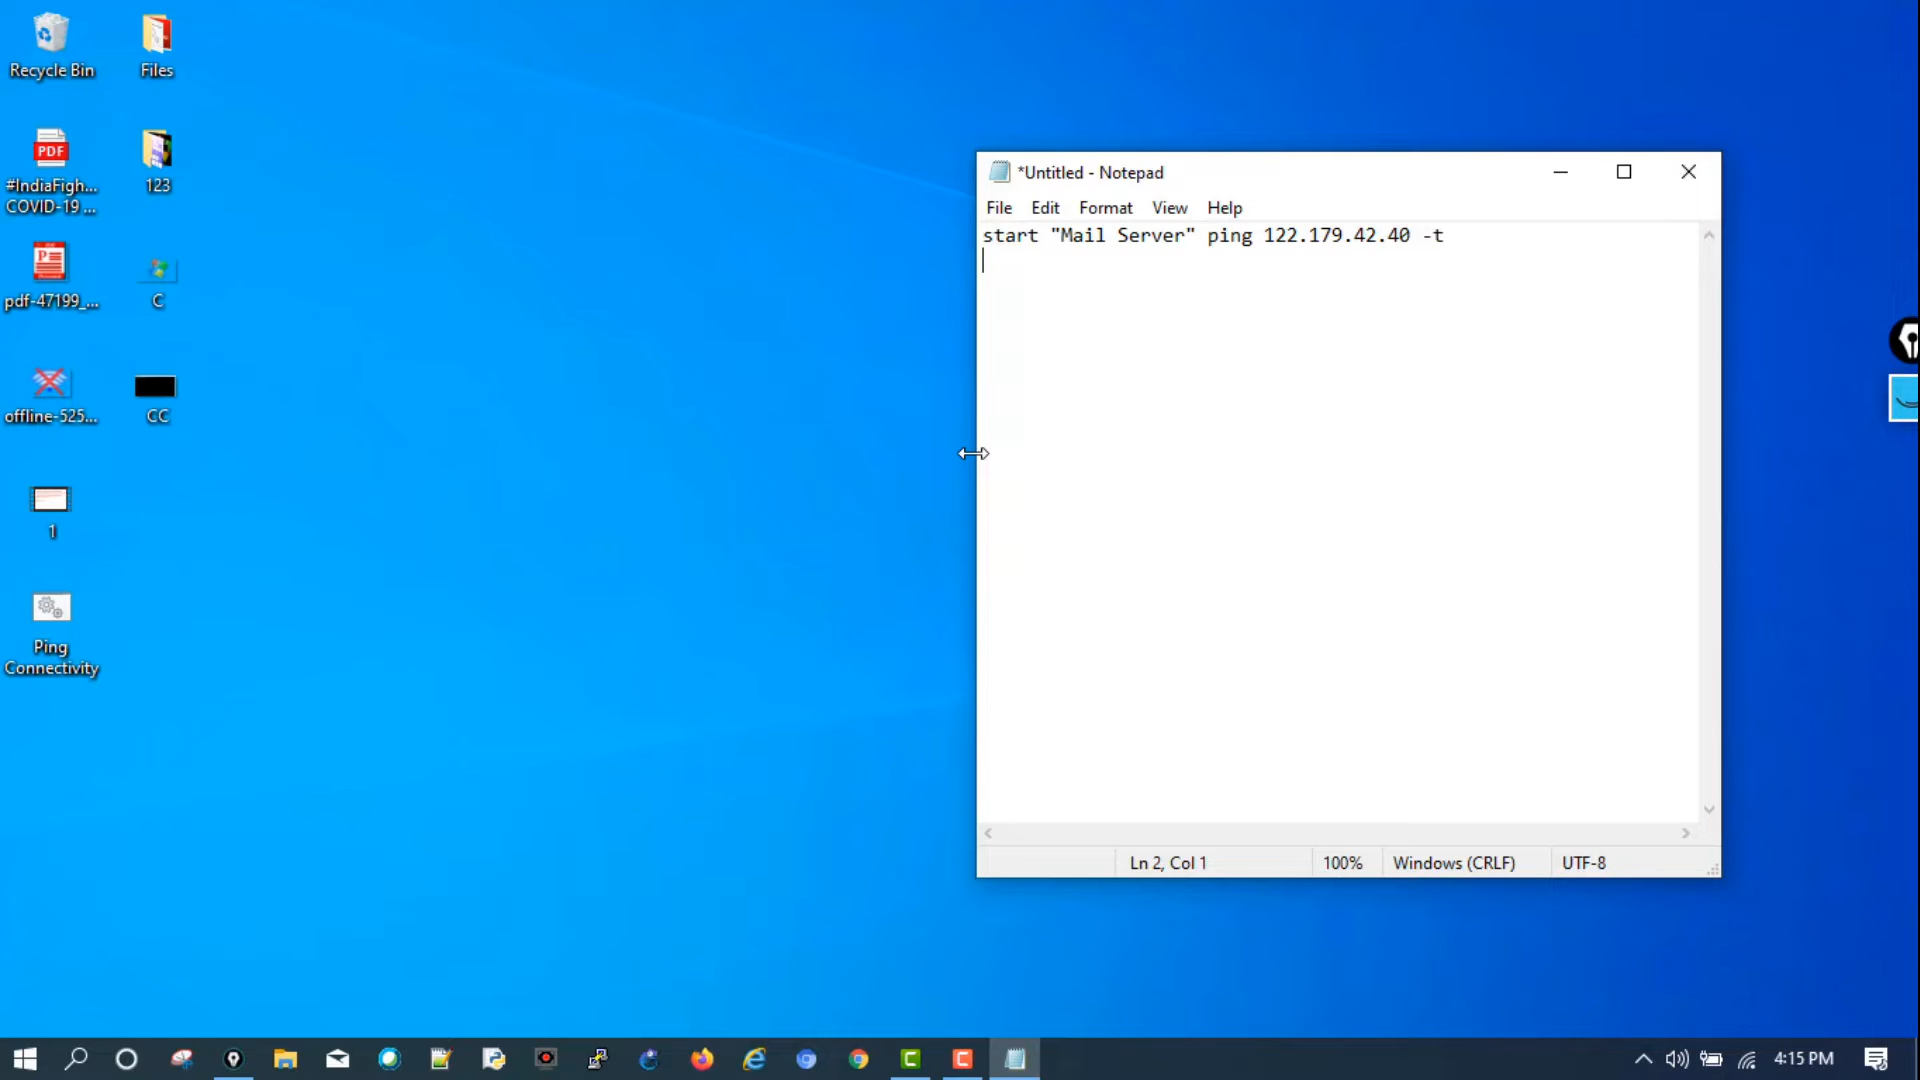 Recycle Bin
Files
PDF
#IndiaFigh...
COVID-19 ...
123
pdf-47199_...
C
offline-525...
CC
1
Ping
Connectivity
*Untitled - Notepad
File Edit Format View Help
start "Mail Server" ping 122.179.42.40 -t
Ln 2, Col 1
100%
Windows (CRLF)
UTF-8
4:15 PM